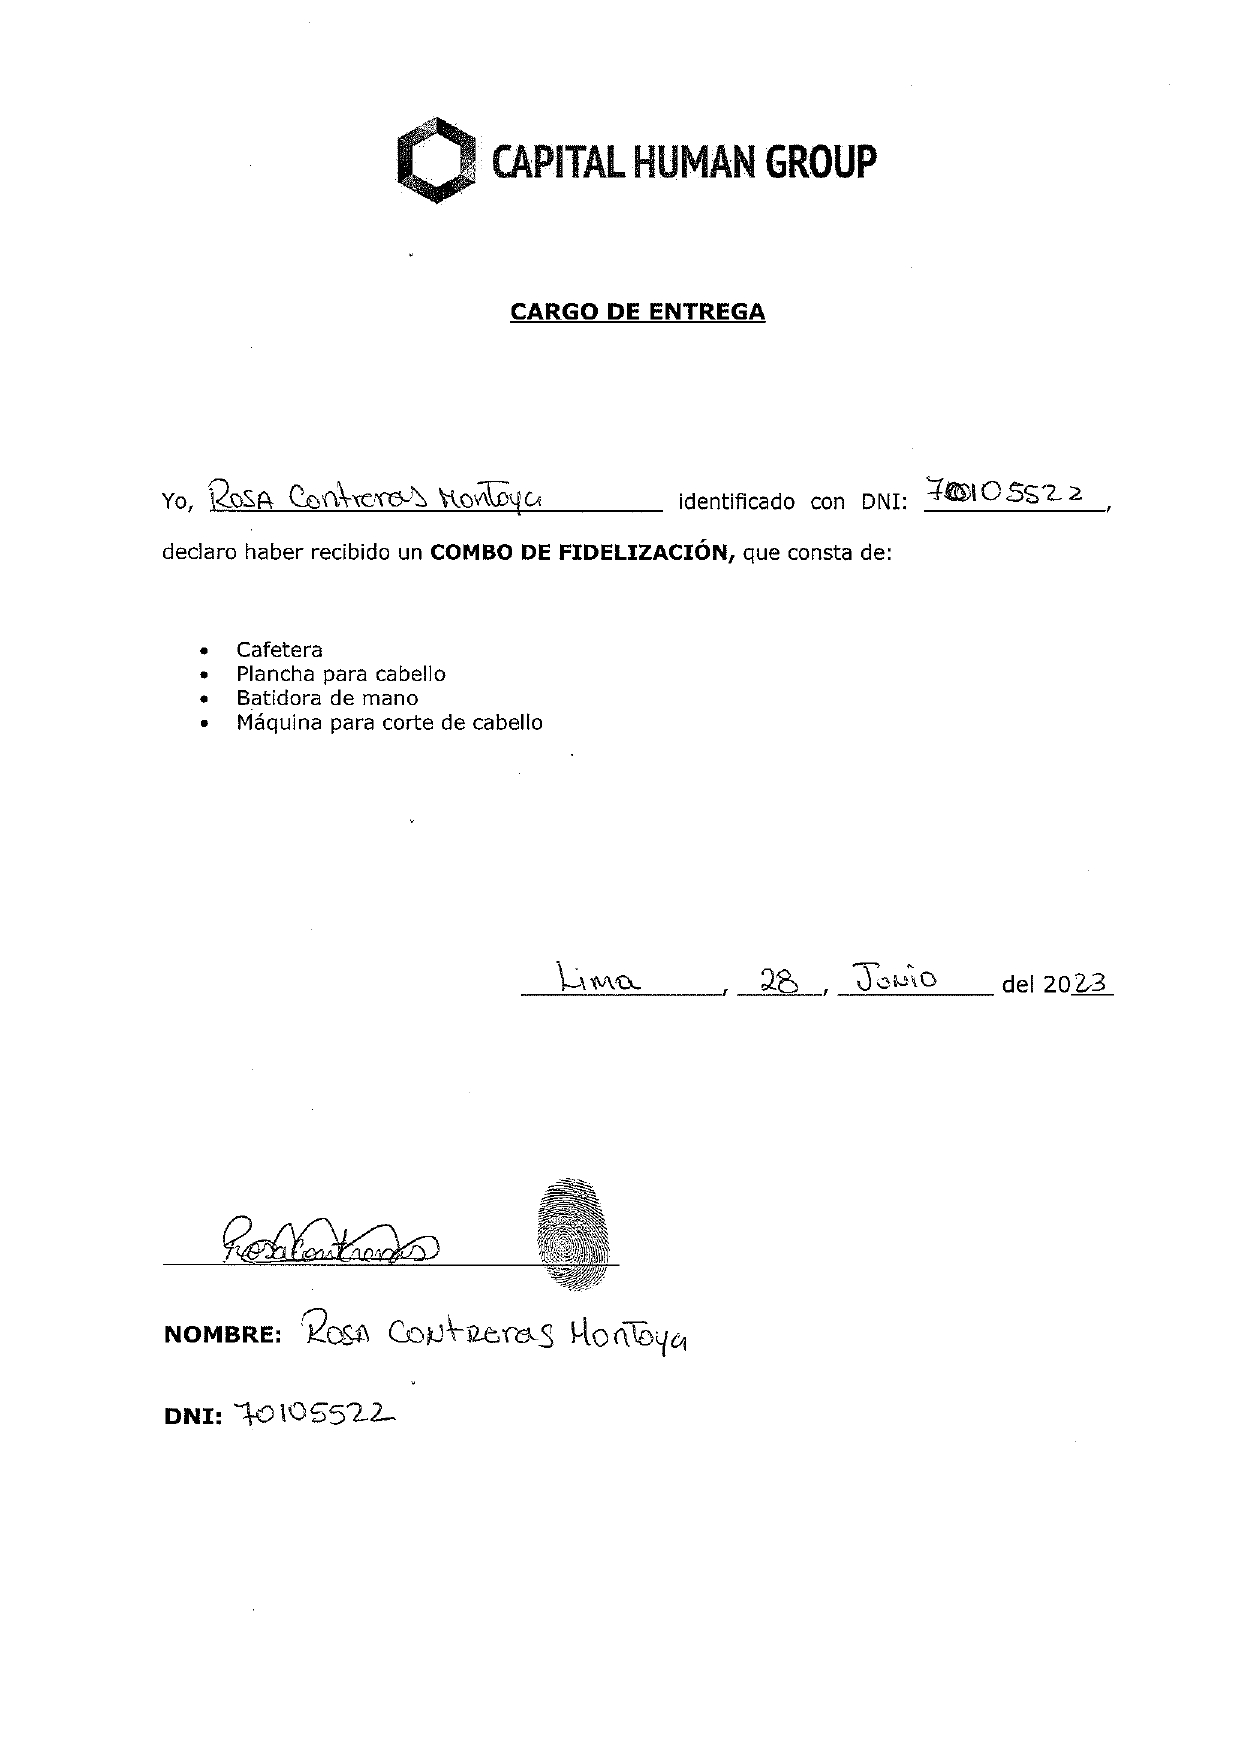 CAPITAL HUMAN GROUP
CARGO DE ENTREGA
Yo, Rosa Contreras Montoya identificado con DNI: 70105522,
declaro haber recibido un COMBO DE FIDELIZACIÓN, que consta de:
• Cafetera
• Plancha para cabello
• Batidora de mano
• Máquina para corte de cabello
Lima, 28, Junio del 2023
Rosa Contreras
NOMBRE: Rosa Contreras Montoya
DNI: 70105522